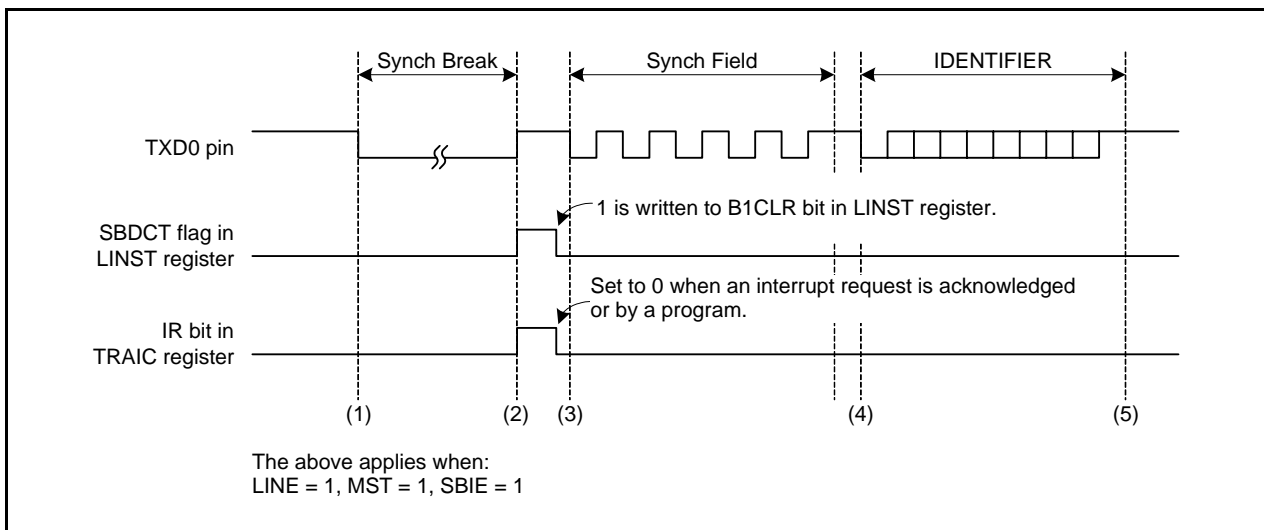 Synch Break
Synch Field
IDENTIFIER
TXD0 pin
1 is written to B1CLR bit in LINST register.
SBDCT flag in
LINST register
Set to 0 when an interrupt request is acknowledged
or by a program.
IR bit in
TRAIC register
(1)
(2)
(3)
(4)
(5)
The above applies when:
LINE = 1, MST = 1, SBIE = 1